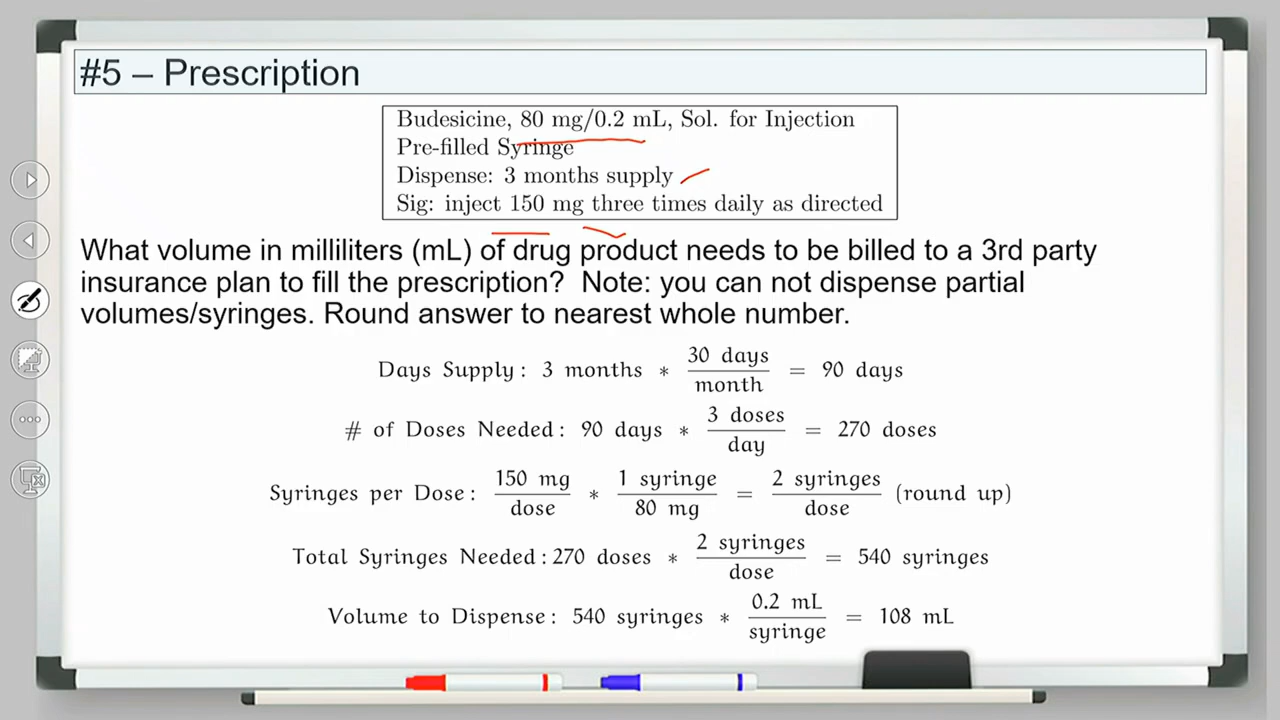 #5 – Prescription
Budesicine, 80 mg/0.2 mL, Sol. for Injection
Pre-filled Syringe
Dispense: 3 months supply
Sig: inject 150 mg three times daily as directed
What volume in milliliters (mL) of drug product needs to be billed to a 3rd party
insurance plan to fill the prescription? Note: you can not dispense partial
volumes/syringes. Round answer to nearest whole number.
Days Supply: 3 months * 30 days/month = 90 days
# of Doses Needed: 90 days * 3 doses/day = 270 doses
Syringes per Dose: 150 mg/dose * 1 syringe/80 mg = 2 syringes/dose (round up)
Total Syringes Needed: 270 doses * 2 syringes/dose = 540 syringes
Volume to Dispense: 540 syringes * 0.2 mL/syringe = 108 mL